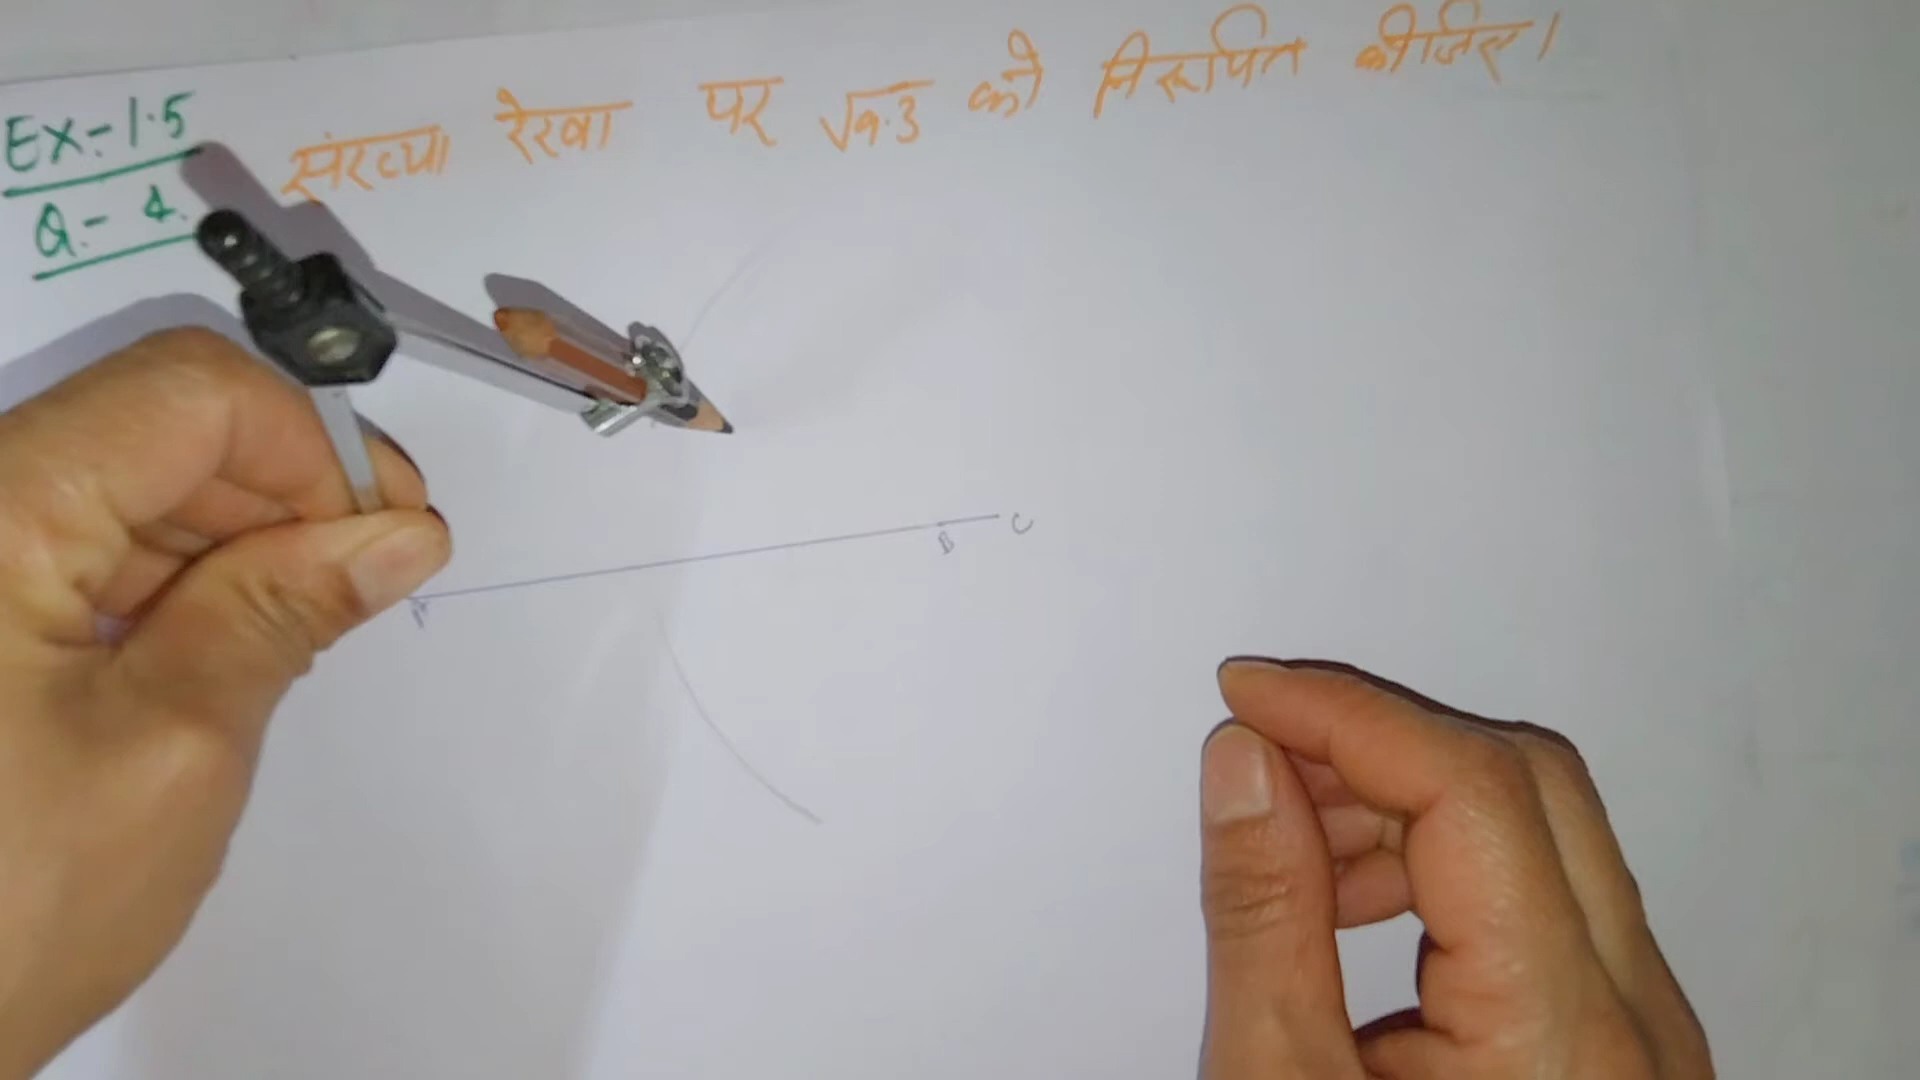 Ex:- 1.5 संख्या रेखा पर √9.3 को निरूपित कीजिए।
Q.- 4.
A B C